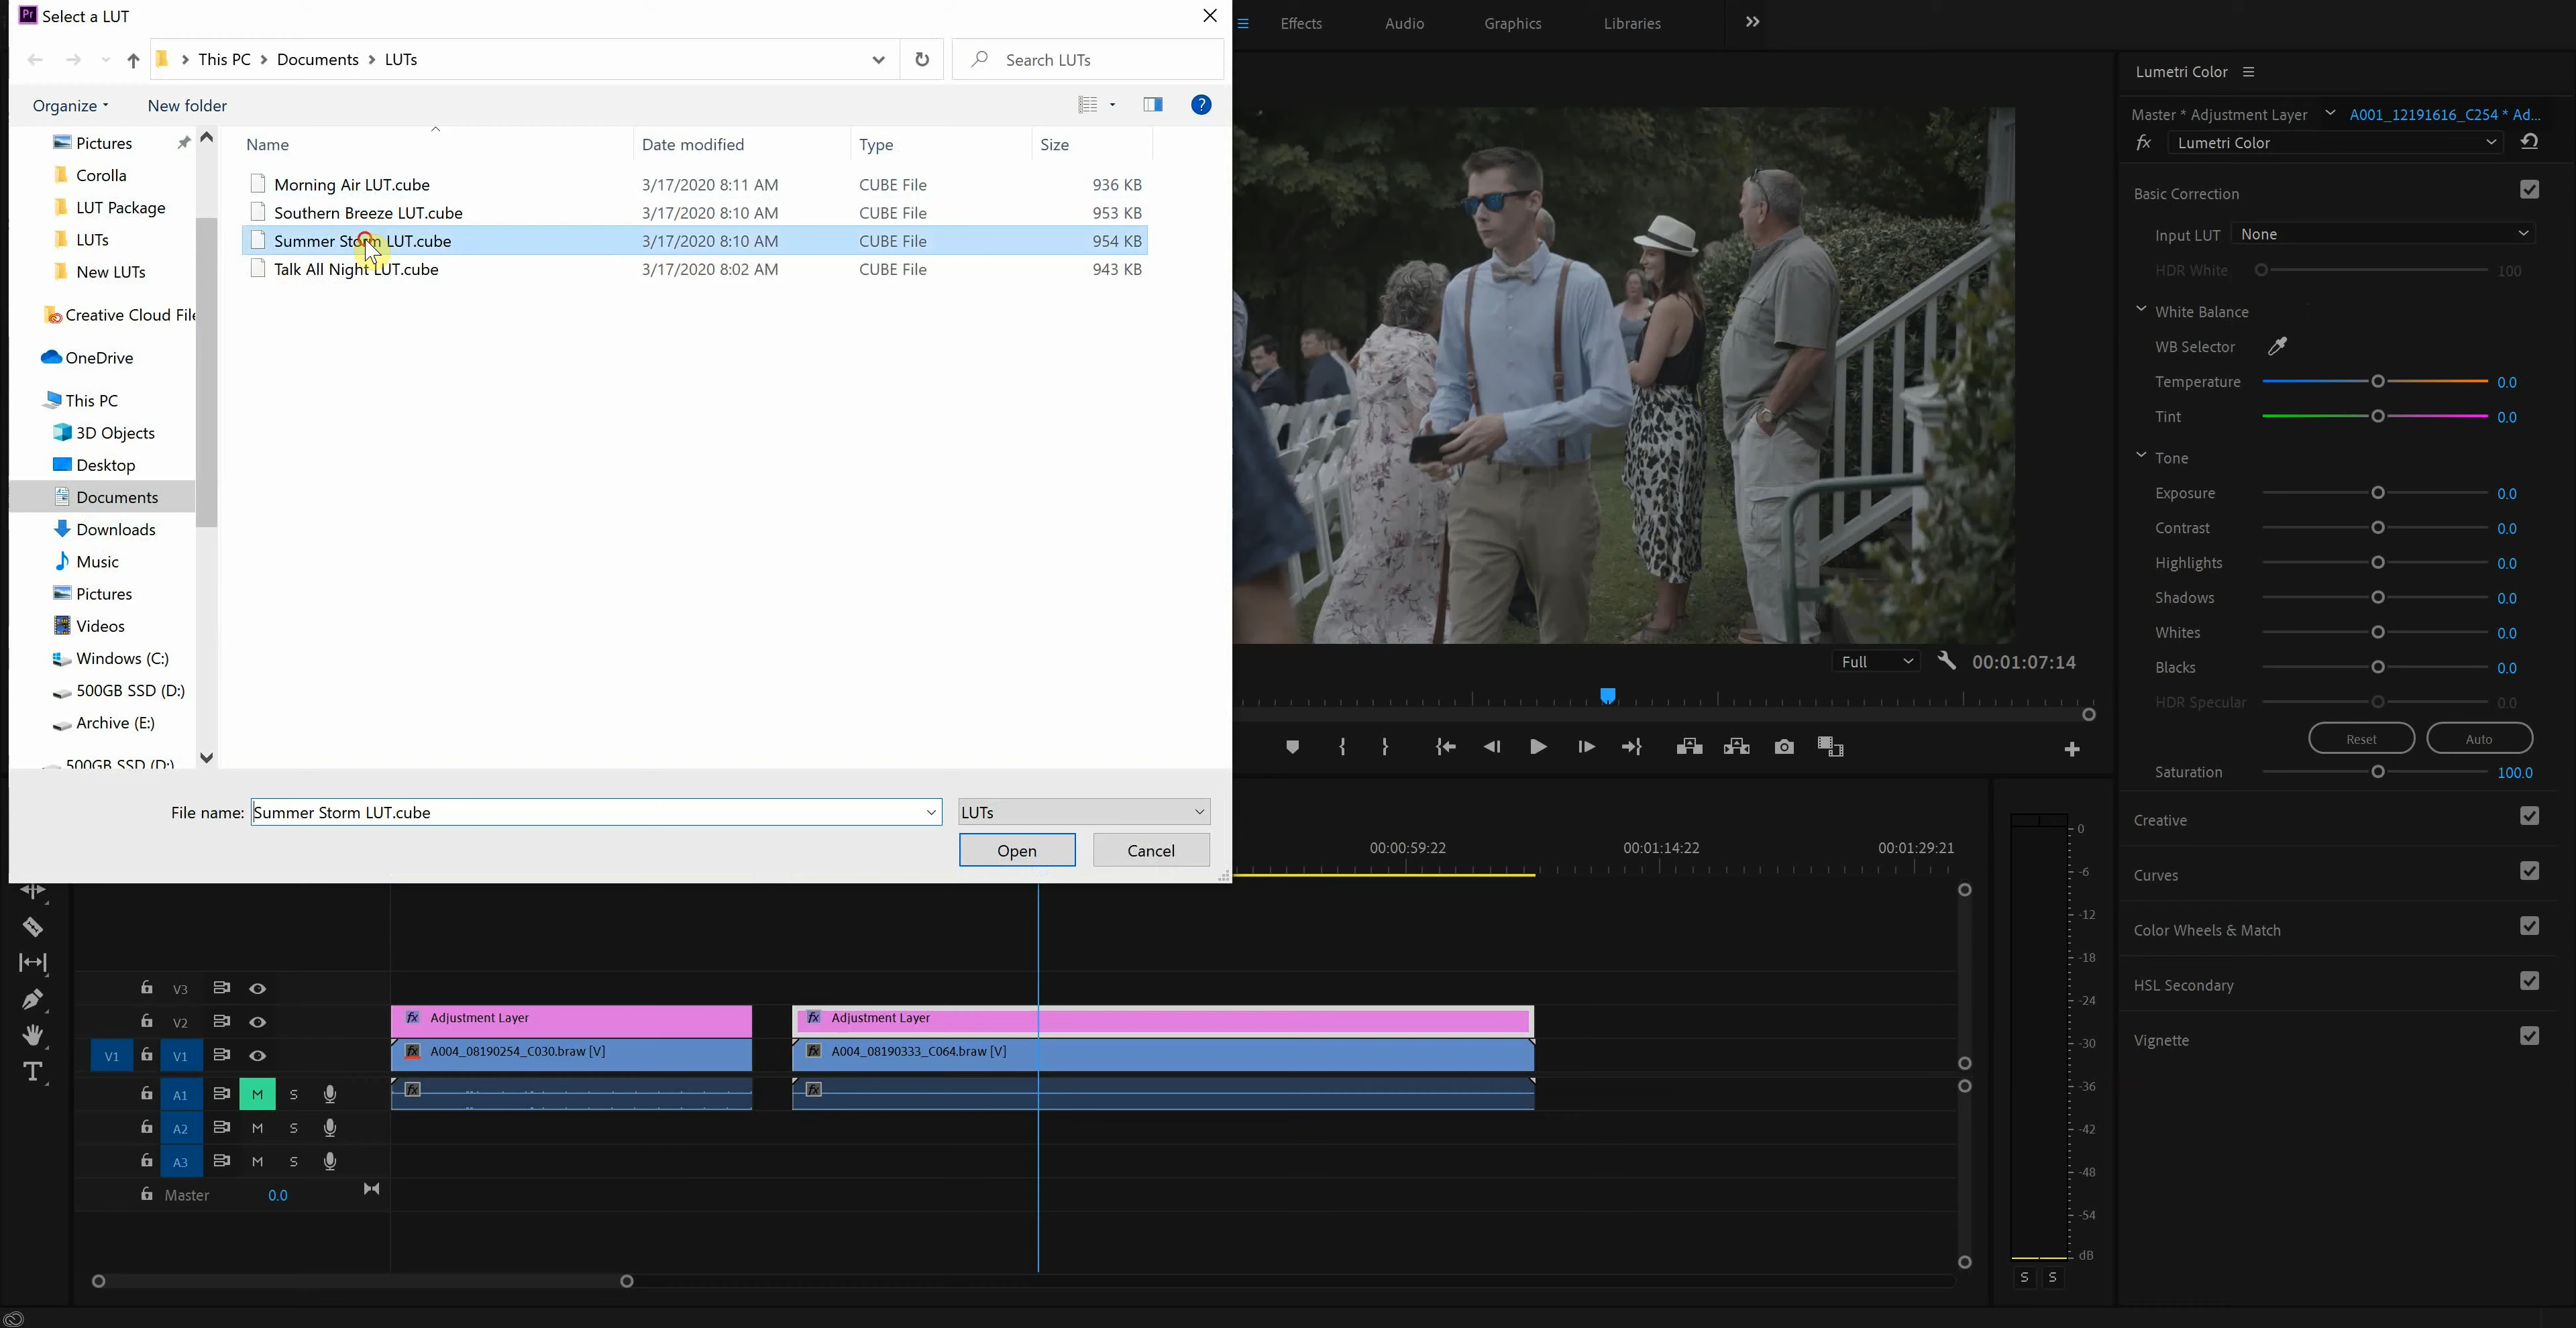 Pr Select a LUT
This PC > Documents > LUTs
Search LUTs
Organize
New folder
?
Pictures
Corolla
LUT Package
LUTs
New LUTs
Creative Cloud File
OneDrive
This PC
3D Objects
Desktop
Documents
Downloads
Music
Pictures
Videos
Windows (C:)
500GB SSD (D:)
Archive (E:)
500GB SSD (D:)
Name Date modified Type Size
Morning Air LUT.cube 3/17/2020 8:11 AM CUBE File 936 KB
Southern Breeze LUT.cube 3/17/2020 8:10 AM CUBE File 953 KB
Summer Storm LUT.cube 3/17/2020 8:10 AM CUBE File 954 KB
Talk All Night LUT.cube 3/17/2020 8:02 AM CUBE File 943 KB
File name: Summer Storm LUT.cube
LUTs
Open
Cancel
Effects Audio Graphics Libraries
Full
00:01:07:14
Lumetri Color
Master * Adjustment Layer A001_12191616_C254 * Ad...
fx Lumetri Color
Basic Correction
Input LUT None
HDR White 100
White Balance
WB Selector
Temperature 0.0
Tint 0.0
Tone
Exposure 0.0
Contrast 0.0
Highlights 0.0
Shadows 0.0
Whites 0.0
Blacks 0.0
HDR Specular 0.0
Reset Auto
Saturation 100.0
Creative
Curves
Color Wheels & Match
HSL Secondary
Vignette
00:00:59:22 00:01:14:22 00:01:29:21
V3
V2
fx Adjustment Layer
fx Adjustment Layer
V1 V1
fx A004_08190254_C030.braw [V]
fx A004_08190333_C064.braw [V]
A1 M S
fx
fx
A2 M S
A3 M S
Master 0.0
0
-6
-12
-18
-24
-30
-36
-42
-48
-54
dB
S S